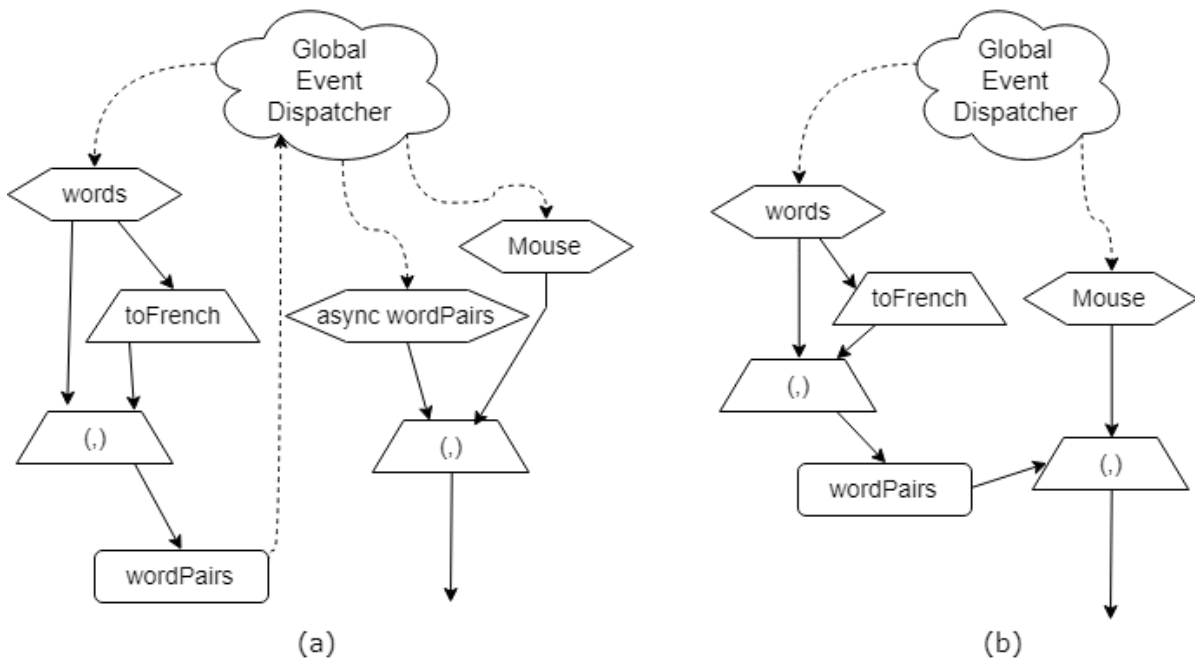 Global
Event
Dispatcher
words
Mouse
toFrench
async wordPairs
(,)
(,)
wordPairs
(a)
Global
Event
Dispatcher
words
toFrench
Mouse
(,)
(,)
wordPairs
(b)